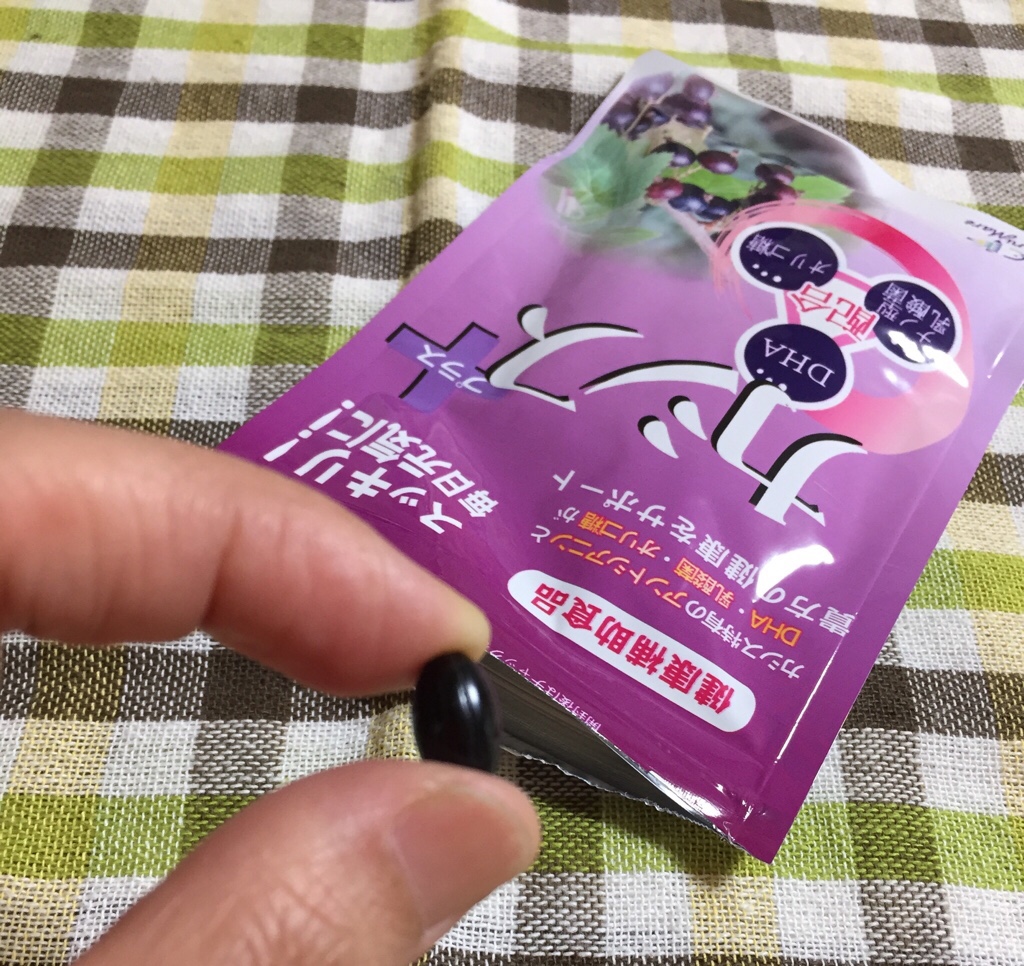 健康補助食品
カシス特有のアントシアニンと
DHA・乳酸菌・オリゴ糖が
貴方の健康をサポート
カシス
プラス
スッキリ!
毎日元気に!
DHA
配合
ナノ型
乳酸菌
オリゴ糖